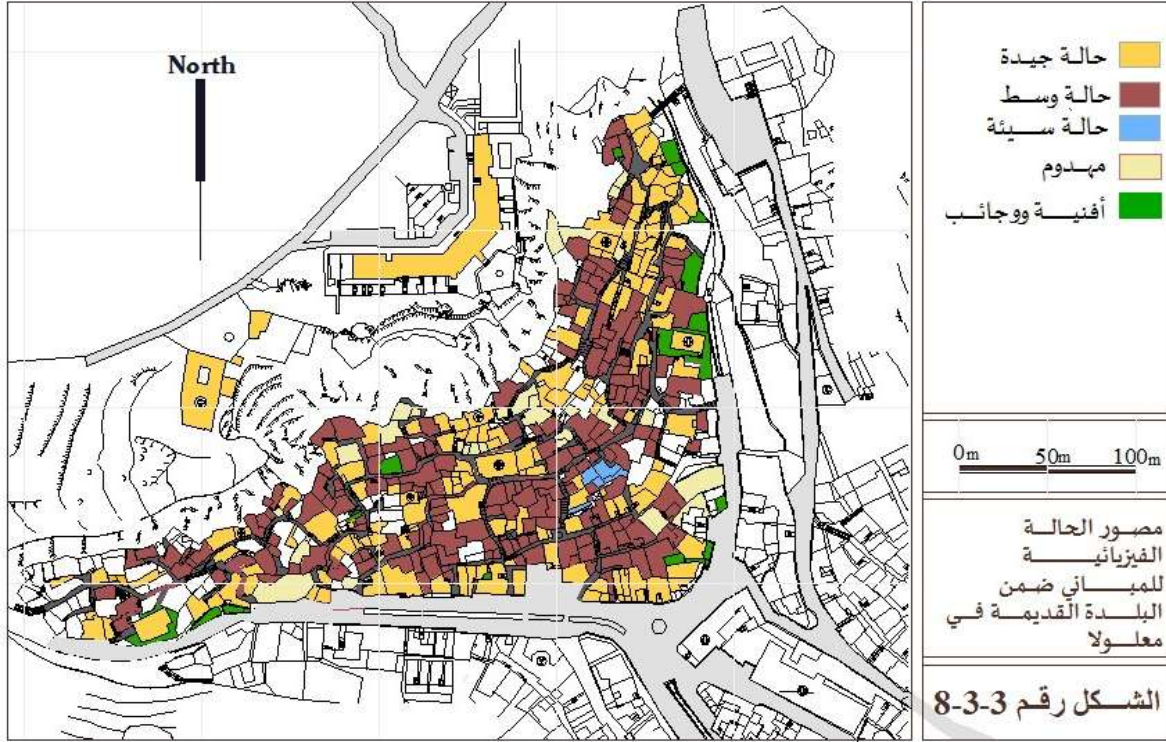 North
حالة جيدة
حالة وسط
حالة سيئة
مهدوم
أفنية ووجائب
0m 50m 100m
مصور الحالة
الفيزيائية
للمباني ضمن
البلدة القديمة في
معلولا
الشكل رقم 3-3-8